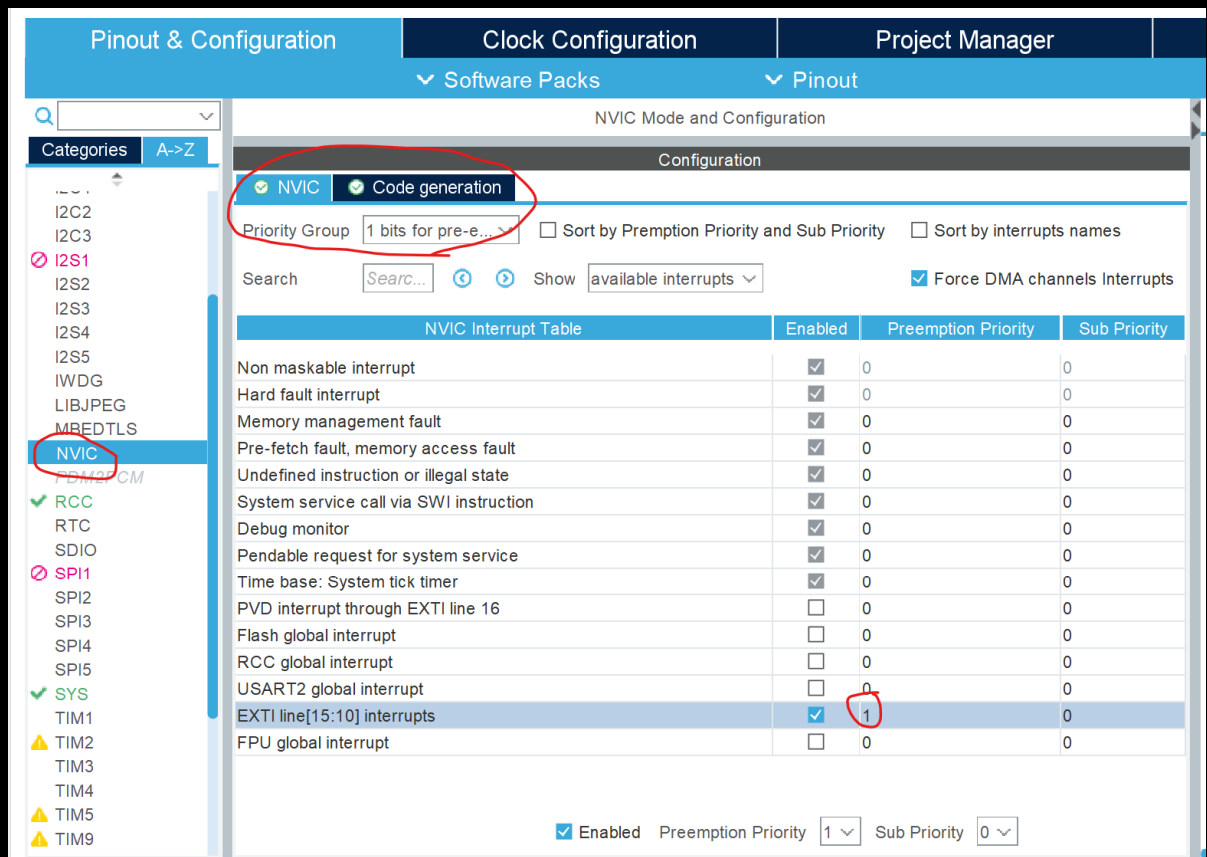 Pinout & Configuration Clock Configuration Project Manager
Software Packs Pinout
NVIC Mode and Configuration
Categories A->Z
I2C2
I2C3
I2S1
I2S2
I2S3
I2S4
I2S5
IWDG
LIBJPEG
MBEDTLS
NVIC
PDM2PCM
RCC
RTC
SDIO
SPI1
SPI2
SPI3
SPI4
SPI5
SYS
TIM1
TIM2
TIM3
TIM4
TIM5
TIM9
Configuration
NVIC Code generation
Priority Group 1 bits for pre-e... Sort by Premption Priority and Sub Priority Sort by interrupts names
Search Searc... Show available interrupts Force DMA channels Interrupts
NVIC Interrupt Table Enabled Preemption Priority Sub Priority
Non maskable interrupt 0 0
Hard fault interrupt 0 0
Memory management fault 0 0
Pre-fetch fault, memory access fault 0 0
Undefined instruction or illegal state 0 0
System service call via SWI instruction 0 0
Debug monitor 0 0
Pendable request for system service 0 0
Time base: System tick timer 0 0
PVD interrupt through EXTI line 16 0 0
Flash global interrupt 0 0
RCC global interrupt 0 0
USART2 global interrupt 0 0
EXTI line[15:10] interrupts 1 0
FPU global interrupt 0 0
Enabled Preemption Priority 1 Sub Priority 0